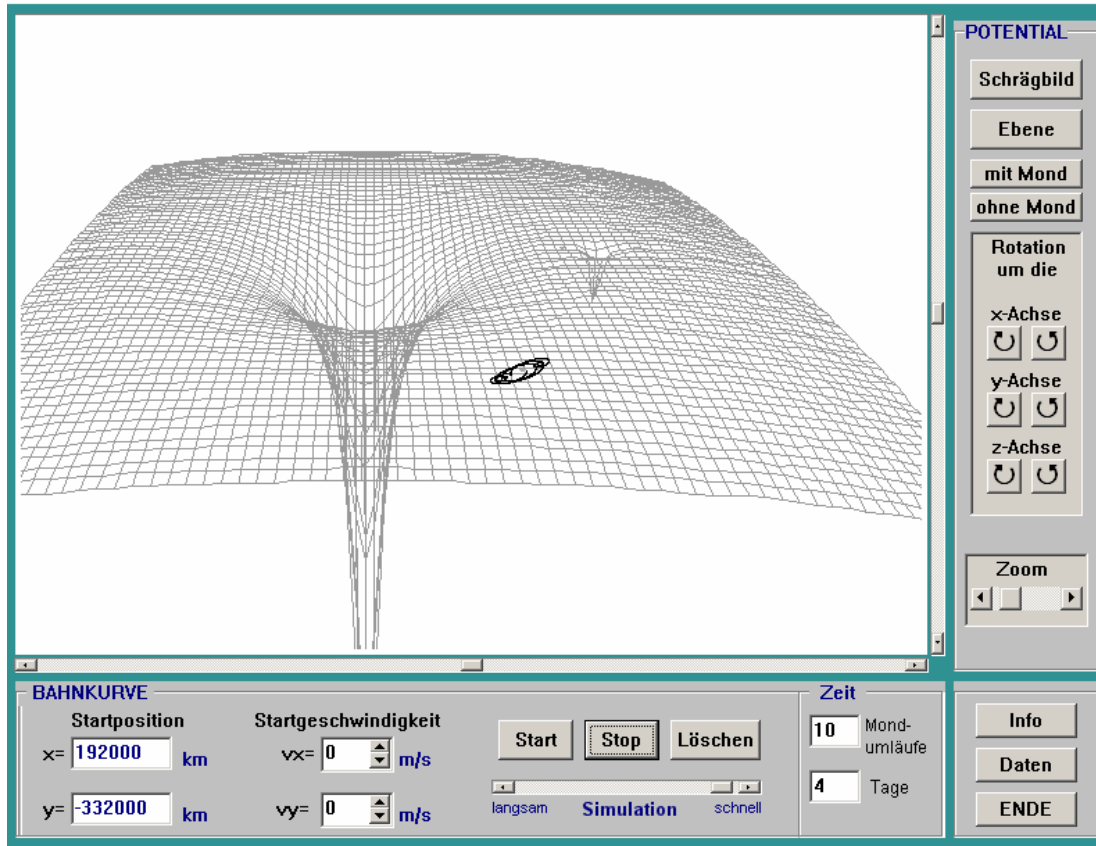 POTENTIAL
Schrägbild
Ebene
mit Mond
ohne Mond
Rotation
um die
x-Achse
y-Achse
z-Achse
Zoom
BAHNKURVE
Startposition
x= 192000 km
y= -332000 km
Startgeschwindigkeit
vx= 0 m/s
vy= 0 m/s
Start Stop Löschen
langsam Simulation schnell
Zeit
10 Mond-
umläufe
4 Tage
Info
Daten
ENDE